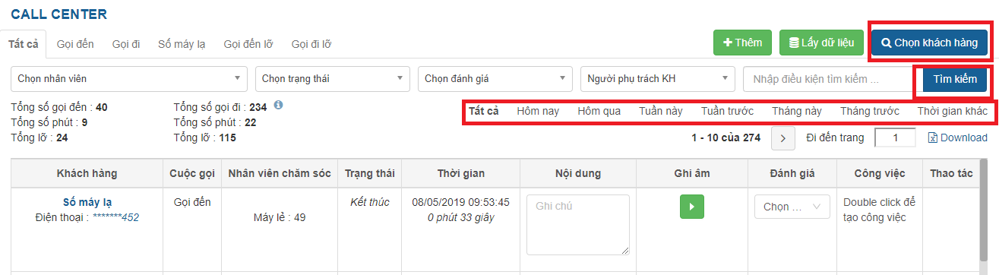 CALL CENTER
Tất cả Gọi đến Gọi đi Số máy lạ Gọi đến lỡ Gọi đi lỡ Thêm Lấy dữ liệu Chọn khách hàng
Chọn nhân viên Chọn trạng thái Chọn đánh giá Người phụ trách KH Nhập điều kiện tìm kiếm ... Tìm kiếm
Tổng số gọi đến : 40 Tổng số gọi đi : 234 Tất cả Hôm nay Hôm qua Tuần này Tuần trước Tháng này Tháng trước Thời gian khác
Tổng số phút : 9 Tổng số phút : 22
Tổng lỡ : 24 Tổng lỡ : 115 1 - 10 của 274 Đi đến trang 1 Download
Khách hàng Cuộc gọi Nhân viên chăm sóc Trạng thái Thời gian Nội dung Ghi âm Đánh giá Công việc Thao tác
Số máy lạ Gọi đến Kết thúc 08/05/2019 09:53:45 Ghi chú Chọn ... Double click để
Điện thoại : *******452 Máy lẻ : 49 0 phút 33 giây tạo công việc